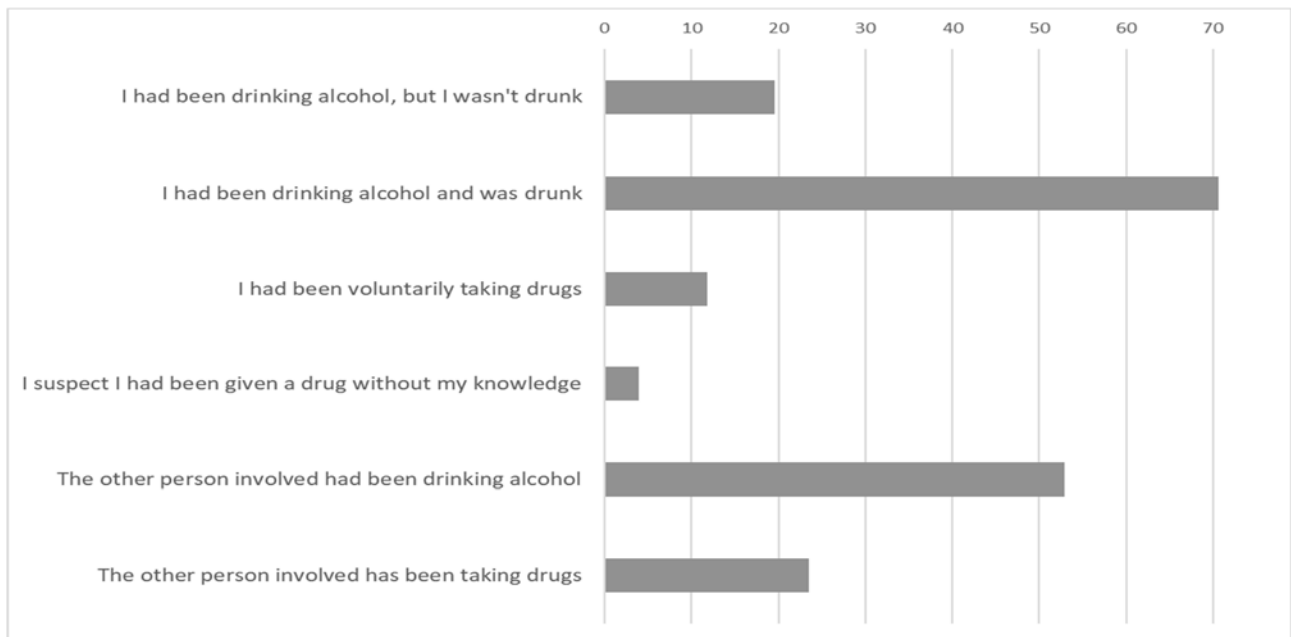 0 10 20 30 40 50 60 70
I had been drinking alcohol, but I wasn't drunk
I had been drinking alcohol and was drunk
I had been voluntarily taking drugs
I suspect I had been given a drug without my knowledge
The other person involved had been drinking alcohol
The other person involved has been taking drugs